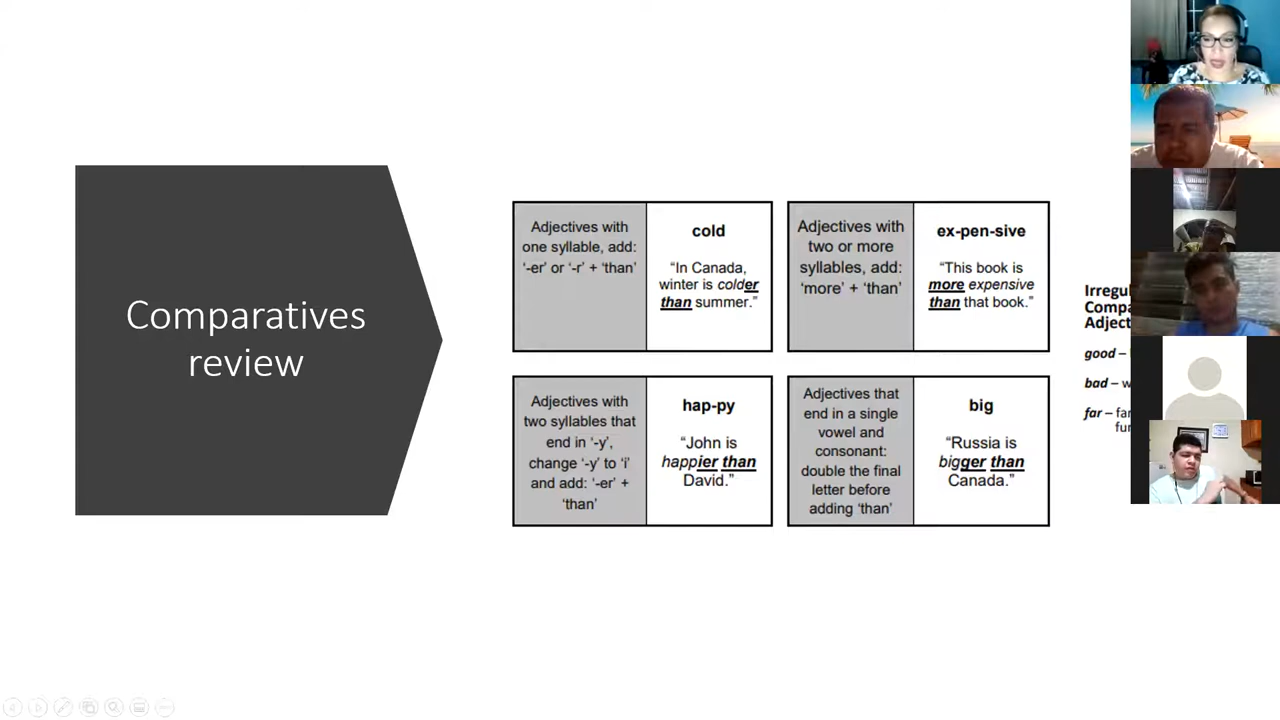 Comparatives
review
Adjectives with
one syllable, add:
‘-er’ or ‘-r’ + ‘than’
cold
“In Canada,
winter is colder
than summer.”
Adjectives with
two or more
syllables, add:
‘more’ + ‘than’
ex-pen-sive
“This book is
more expensive
than that book.”
Adjectives with
two syllables that
end in ‘-y’,
change ‘-y’ to ‘i’
and add: ‘-er’ +
‘than’
hap-py
“John is
happier than
David.”
Adjectives that
end in a single
vowel and
consonant:
double the final
letter before
adding ‘than’
big
“Russia is
bigger than
Canada.”
good –
bad –
far –